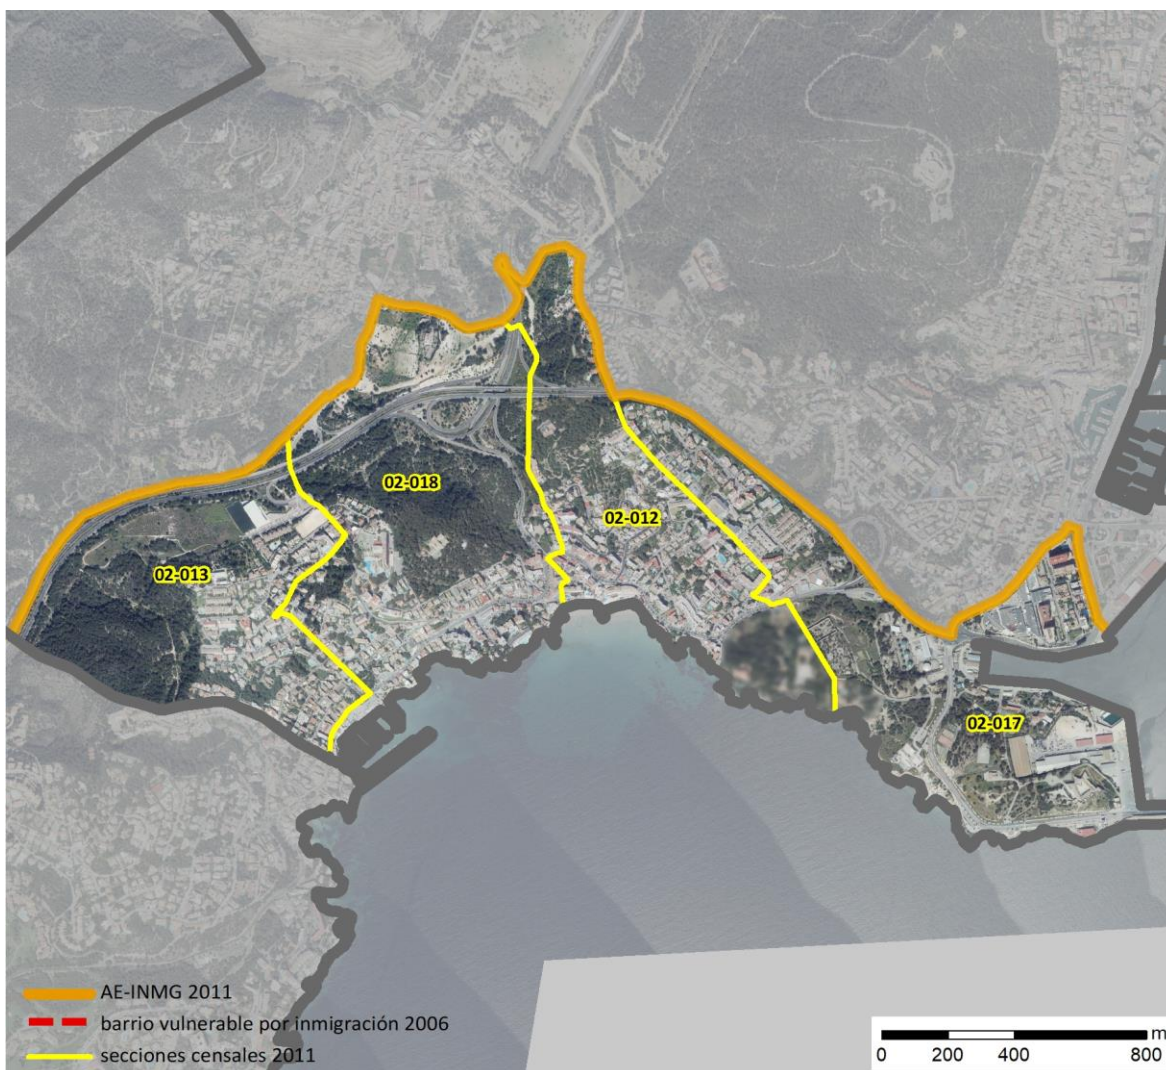 02-018
02-012
02-013
02-017
AE-INMG 2011
barrio vulnerable por inmigración 2006
secciones censales 2011
m
0 200 400 800